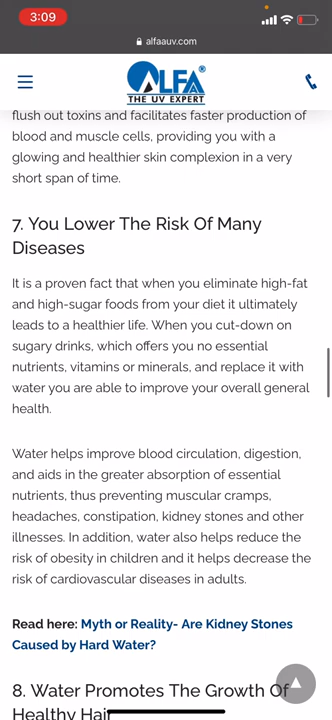 3:09
alfaauv.com
ALFA®
THE UV EXPERT
flush out toxins and facilitates faster production of
blood and muscle cells, providing you with a
glowing and healthier skin complexion in a very
short span of time.
7. You Lower The Risk Of Many
Diseases
It is a proven fact that when you eliminate high-fat
and high-sugar foods from your diet it ultimately
leads to a healthier life. When you cut-down on
sugary drinks, which offers you no essential
nutrients, vitamins or minerals, and replace it with
water you are able to improve your overall general
health.
Water helps improve blood circulation, digestion,
and aids in the greater absorption of essential
nutrients, thus preventing muscular cramps,
headaches, constipation, kidney stones and other
illnesses. In addition, water also helps reduce the
risk of obesity in children and it helps decrease the
risk of cardiovascular diseases in adults.
Read here: Myth or Reality- Are Kidney Stones
Caused by Hard Water?
8. Water Promotes The Growth Of
Healthy Hair